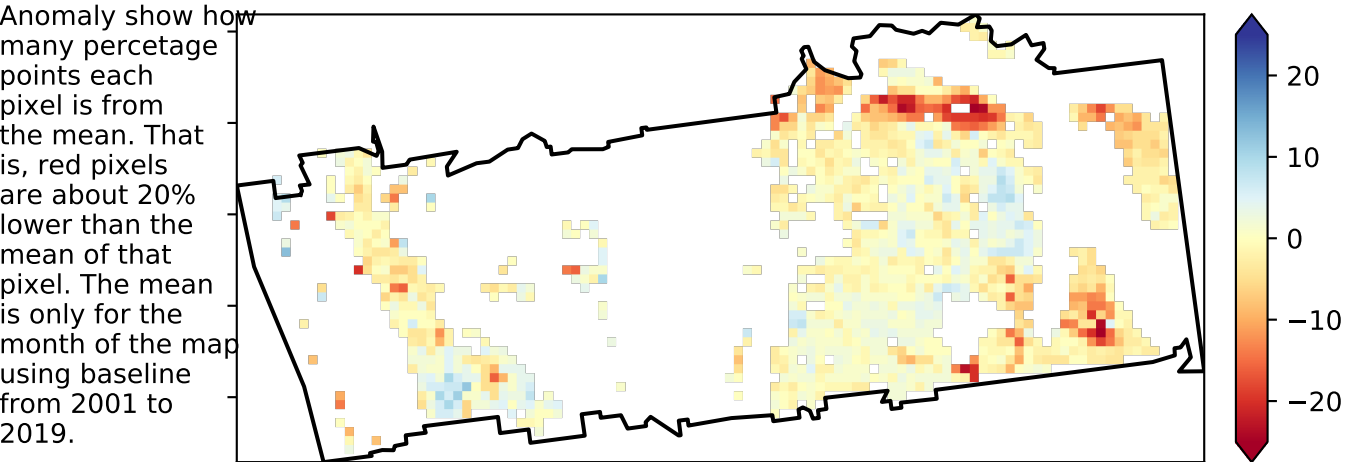 Anomaly show how
many percetage
points each
pixel is from
the mean. That
is, red pixels
are about 20%
lower than the
mean of that
pixel. The mean
is only for the
month of the map
using baseline
from 2001 to
2019.
20
10
0
−10
−20